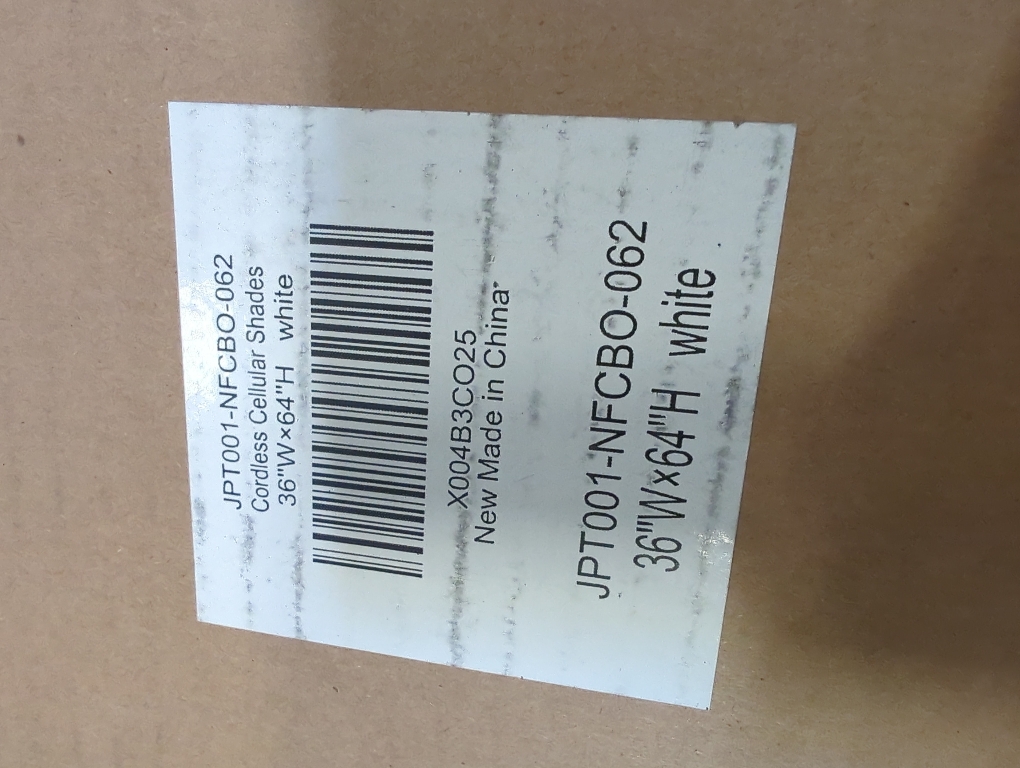 JPT001-NFCBO-062
Cordless Cellular Shades
36"W×64"H white
X004B3CO25
New Made in China
JPT001-NFCBO-062
36"W×64"H white